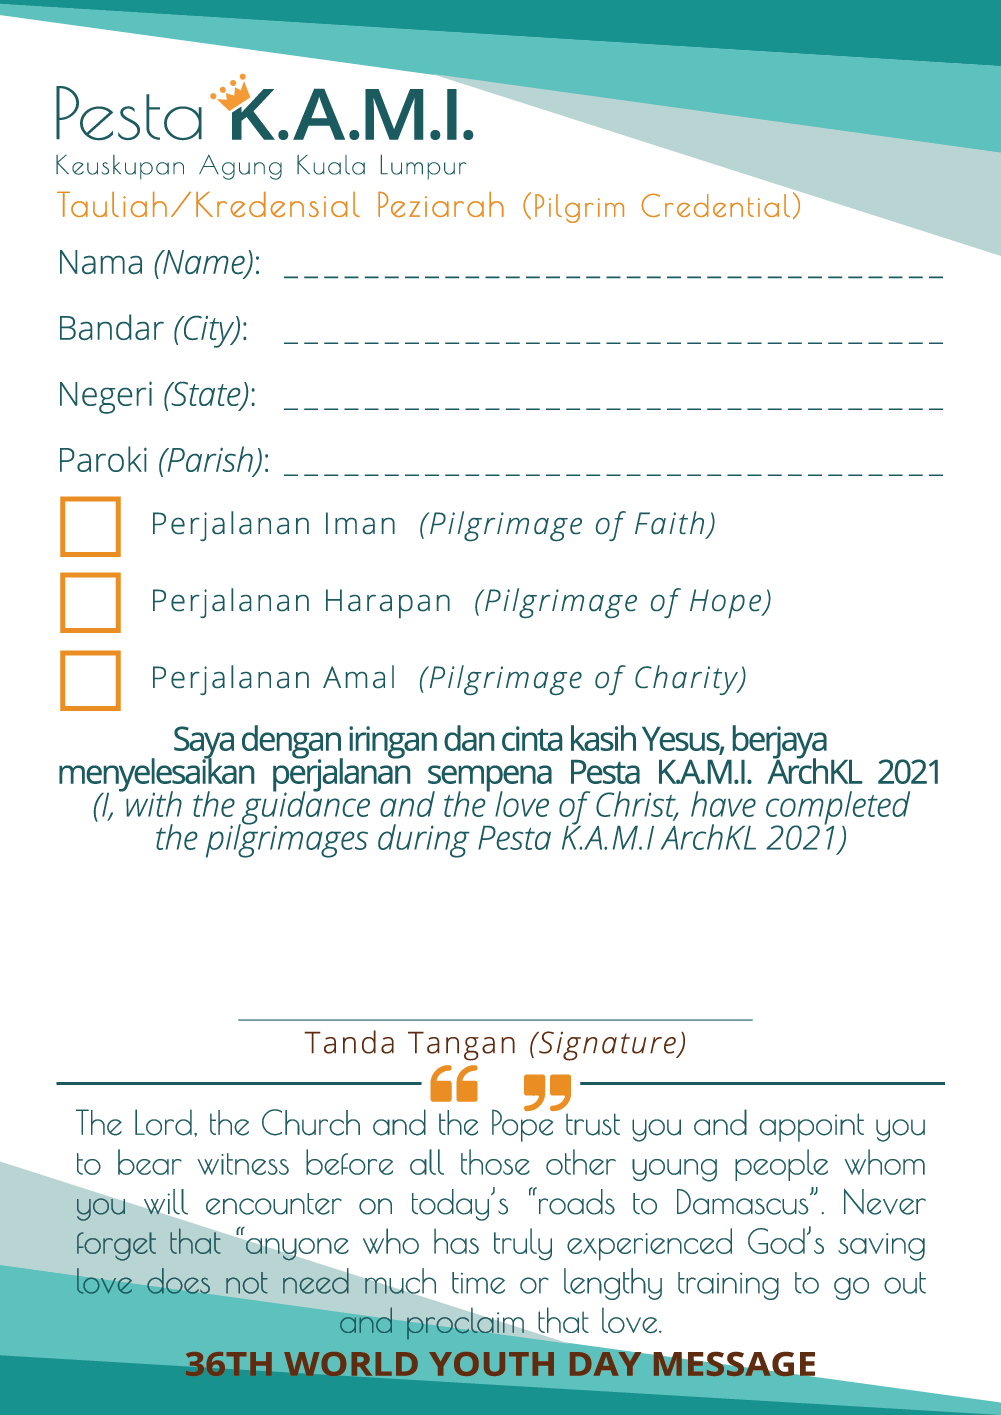 Pesta K.A.M.I.
Keuskupan Agung Kuala Lumpur
Tauliah/Kredensial Peziarah (Pilgrim Credential)
Nama (Name): _ _ _ _ _ _ _ _ _ _ _ _ _ _ _ _ _ _ _ _ _ _ _ _ _ _ _ _ _ _ _ _ _
Bandar (City): _ _ _ _ _ _ _ _ _ _ _ _ _ _ _ _ _ _ _ _ _ _ _ _ _ _ _ _ _ _ _ _ _
Negeri (State): _ _ _ _ _ _ _ _ _ _ _ _ _ _ _ _ _ _ _ _ _ _ _ _ _ _ _ _ _ _ _ _ _
Paroki (Parish): _ _ _ _ _ _ _ _ _ _ _ _ _ _ _ _ _ _ _ _ _ _ _ _ _ _ _ _ _ _ _ _ _
Perjalanan Iman (Pilgrimage of Faith)
Perjalanan Harapan (Pilgrimage of Hope)
Perjalanan Amal (Pilgrimage of Charity)
Saya dengan iringan dan cinta kasih Yesus, berjaya
menyelesaikan perjalanan sempena Pesta K.A.M.I. ArchKL 2021
(I, with the guidance and the love of Christ, have completed
the pilgrimages during Pesta K.A.M.I ArchKL 2021)
Tanda Tangan (Signature)
“ ”
The Lord, the Church and the Pope trust you and appoint you
to bear witness before all those other young people whom
you will encounter on today’s “roads to Damascus”. Never
forget that “anyone who has truly experienced God’s saving
love does not need much time or lengthy training to go out
and proclaim that love.
36TH WORLD YOUTH DAY MESSAGE